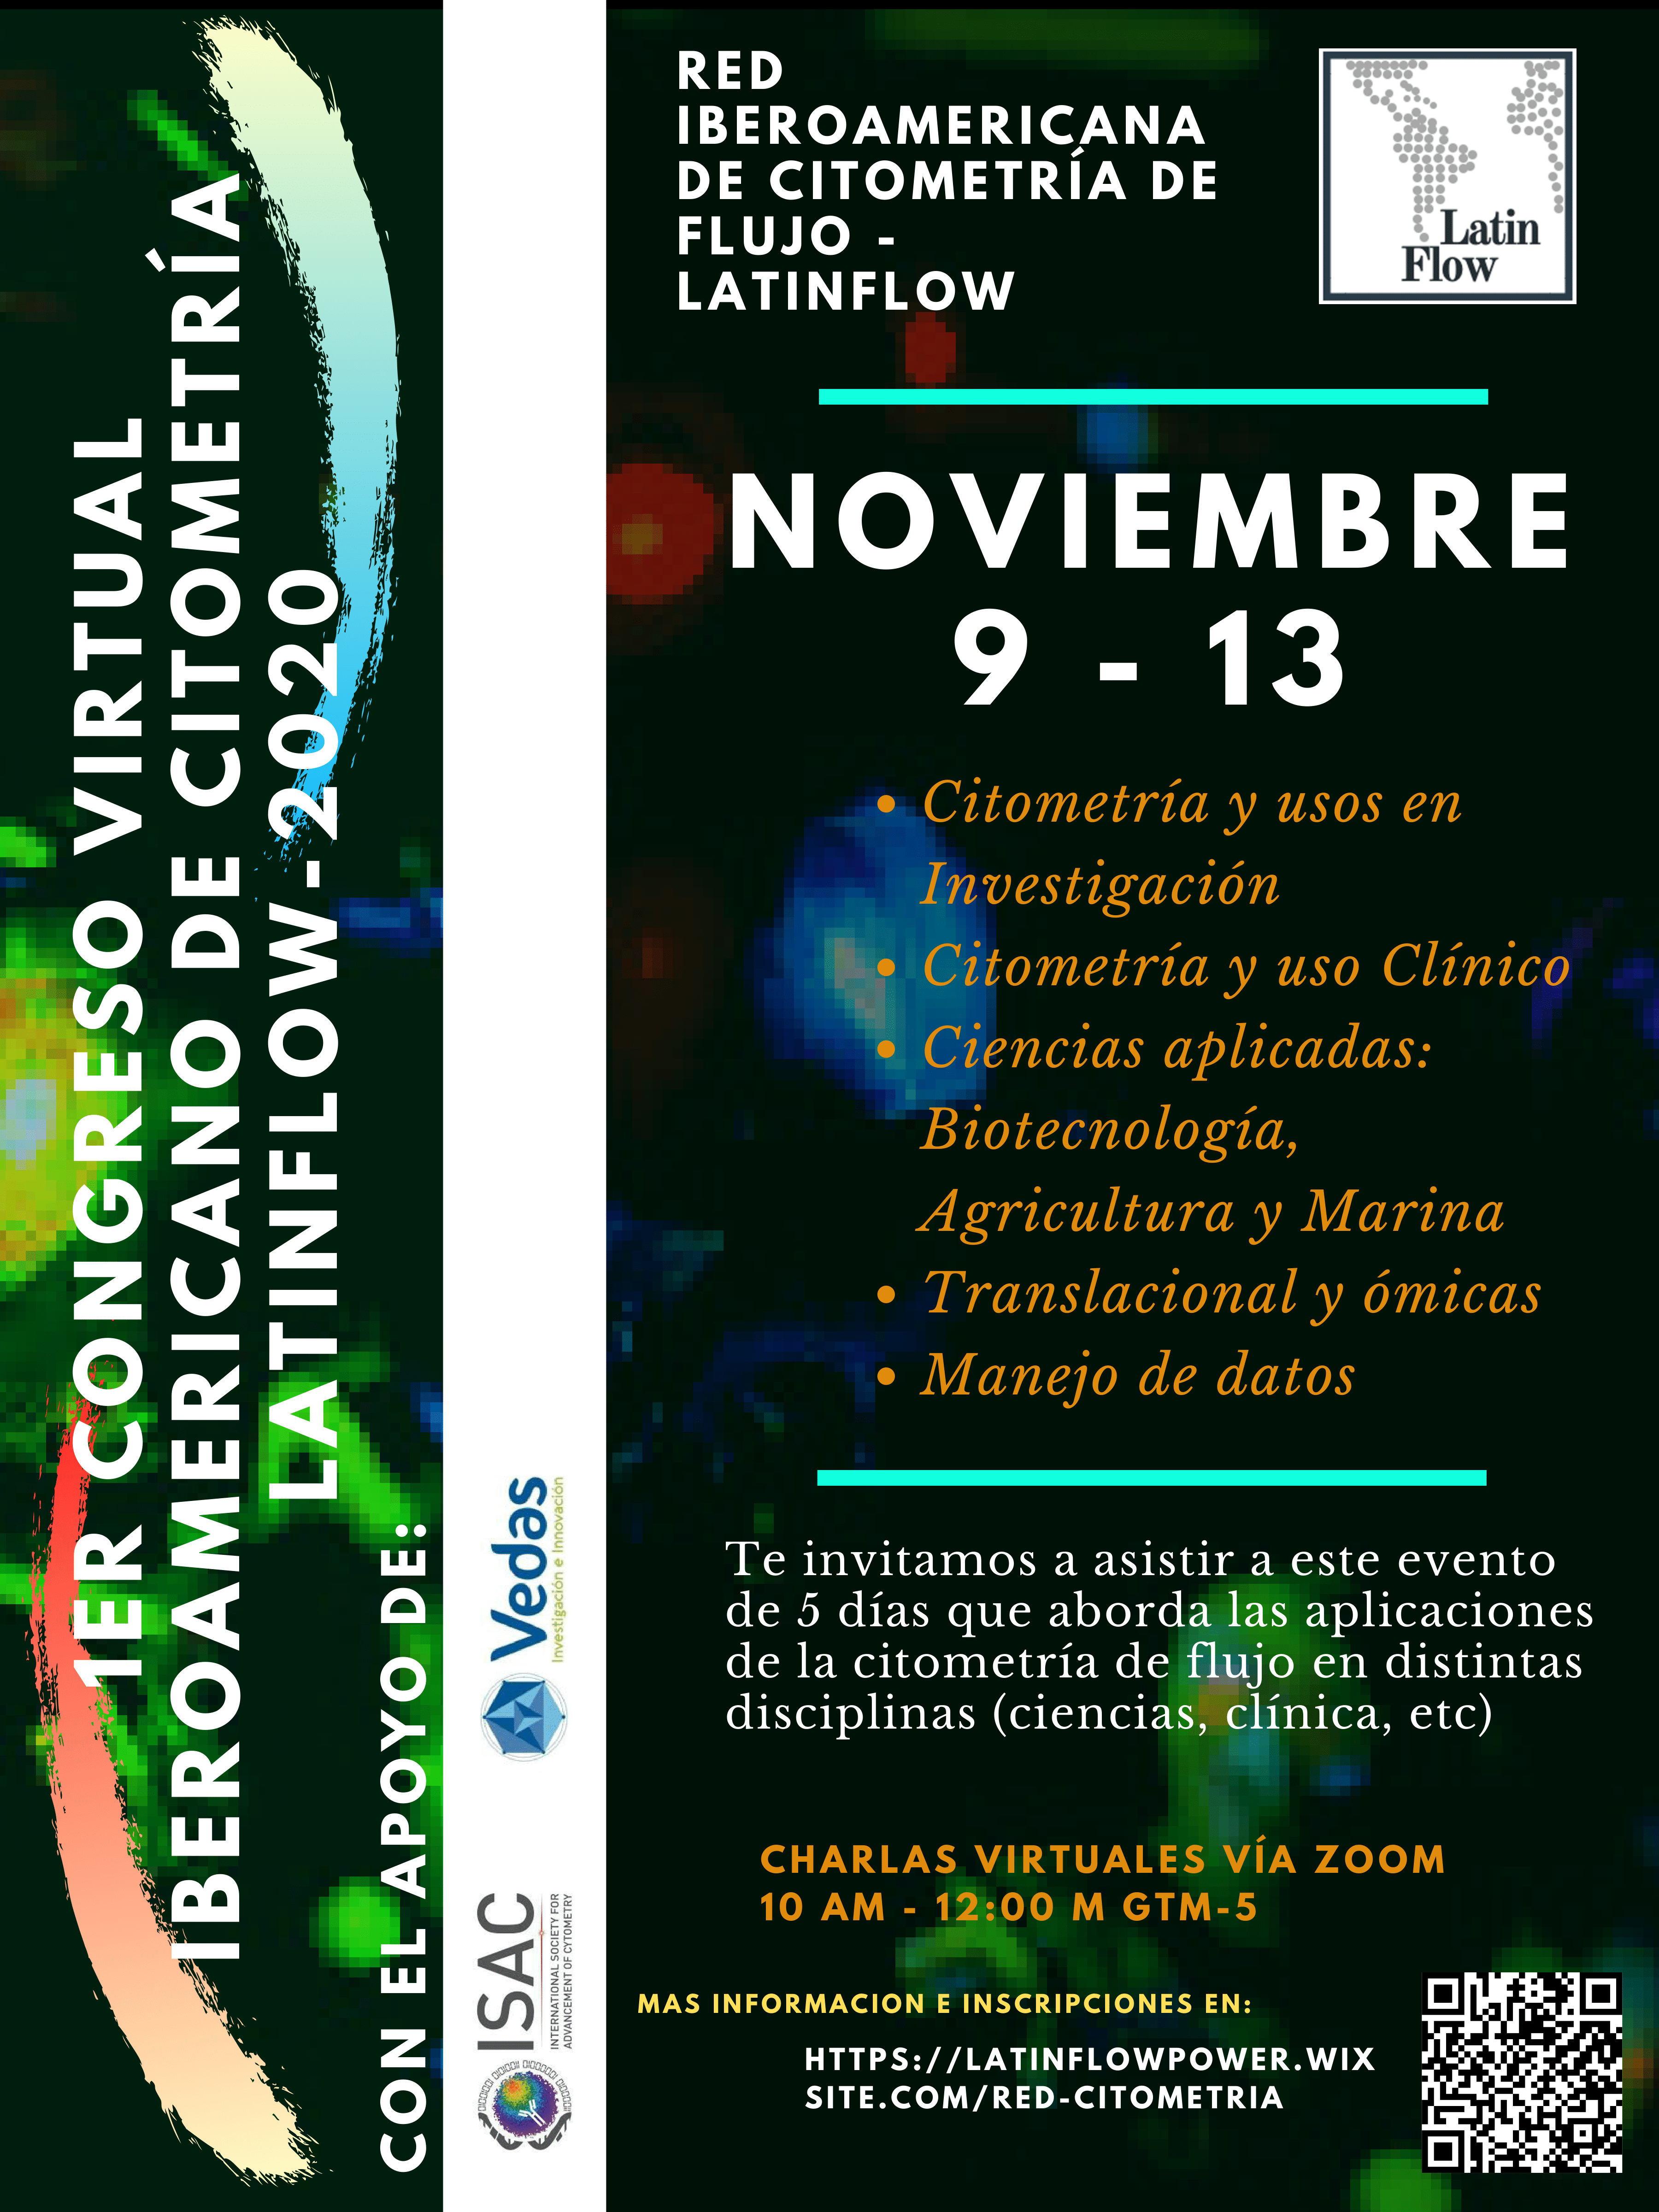 1ER CONGRESO VIRTUAL
IBEROAMERICANO DE CITOMETRÍA
LATINFLOW-2020
CON EL APOYO DE:
Vedas
Investigación e Innovación
ISAC
INTERNATIONAL SOCIETY FOR
ADVANCEMENT OF CYTOMETRY
RED
IBEROAMERICANA
DE CITOMETRÍA DE
FLUJO -
LATINFLOW
Latin
Flow
NOVIEMBRE
9 - 13
• Citometría y usos en
Investigación
• Citometría y uso Clínico
• Ciencias aplicadas:
Biotecnología,
Agricultura y Marina
• Translacional y ómicas
• Manejo de datos
Te invitamos a asistir a este evento
de 5 días que aborda las aplicaciones
de la citometría de flujo en distintas
disciplinas (ciencias, clínica, etc)
CHARLAS VIRTUALES VÍA ZOOM
10 AM - 12:00 M GTM-5
MAS INFORMACION E INSCRIPCIONES EN:
HTTPS://LATINFLOWPOWER.WIX
SITE.COM/RED-CITOMETRIA